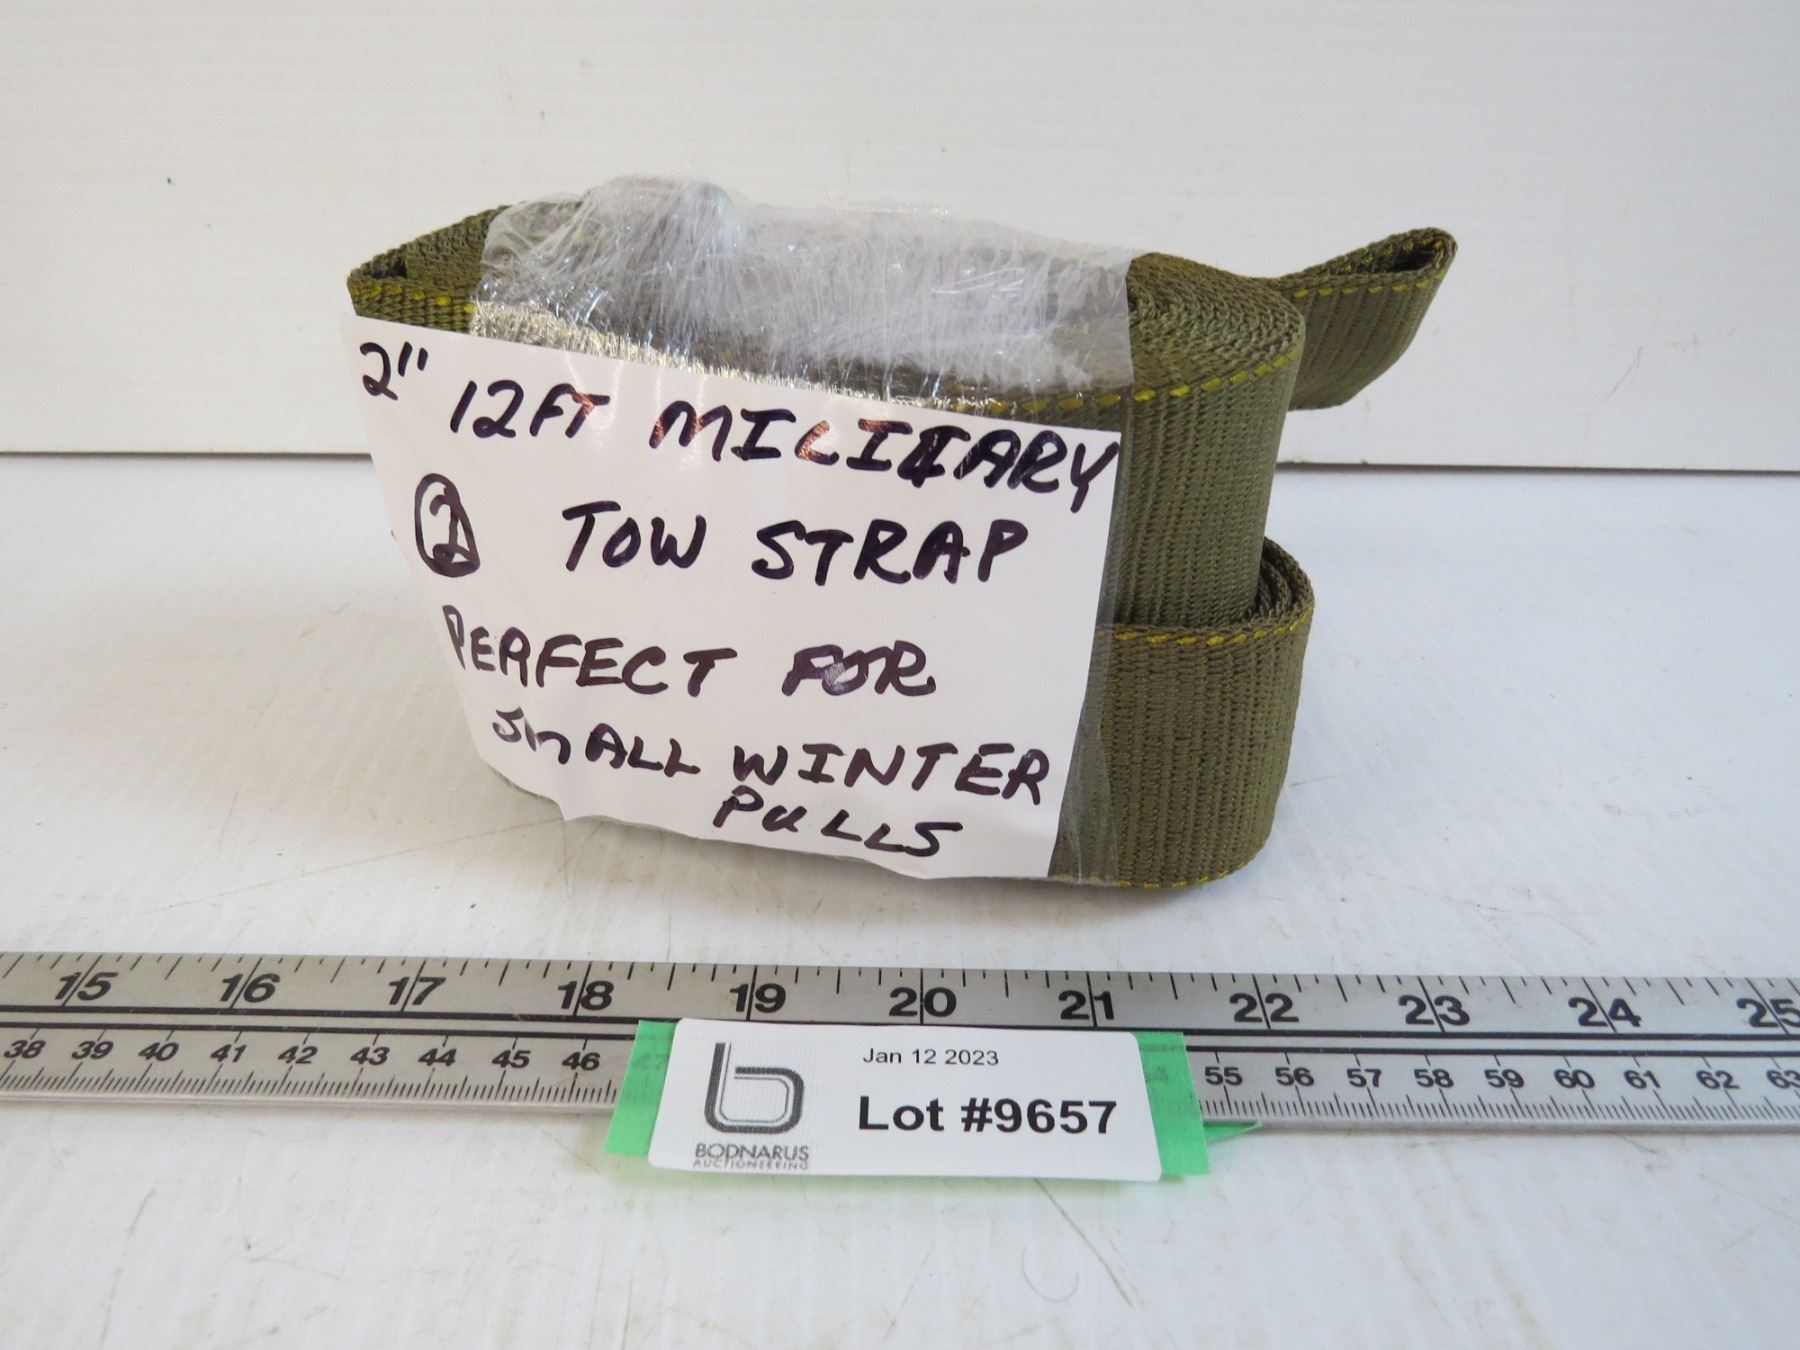 2" 12FT MILITARY
② TOW STRAP
PERFECT FOR
SMALL WINTER
PULLS
15 16 17 18 19 20 21 22 23 24 25
38 39 40 41 42 43 44 45 46 47 54 55 56 57 58 59 60 61 62 63
Jan 12 2023
Lot #9657
BODNARUS
AUCTIONEERING